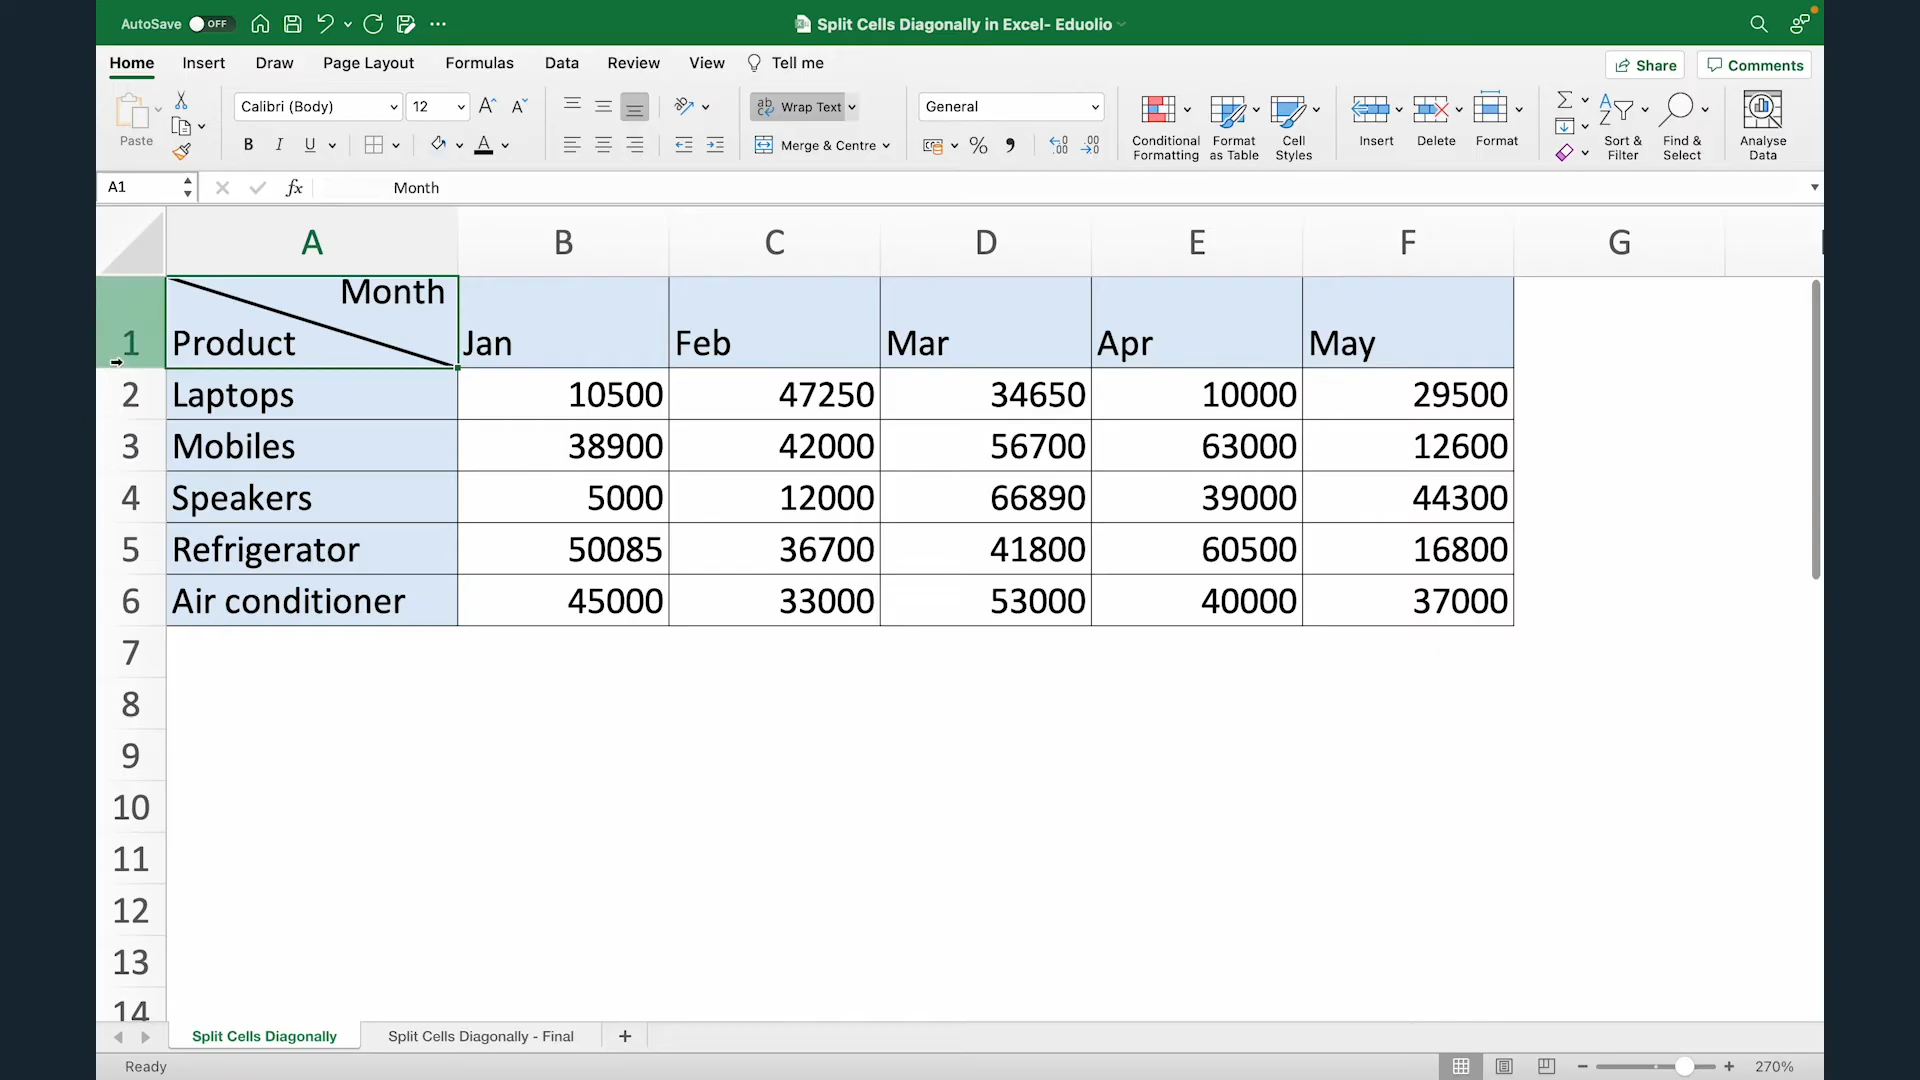 AutoSave OFF Split Cells Diagonally in Excel- Eduolio
Home Insert Draw Page Layout Formulas Data Review View Tell me Share Comments
Paste Calibri (Body) 12 Wrap Text General
B I U Merge & Centre % Conditional Formatting Format as Table Cell Styles Insert Delete Format Sort & Filter Find & Select Analyse Data
A1 fx Month
A B C D E F G
Month
1 Product Jan Feb Mar Apr May
2 Laptops 10500 47250 34650 10000 29500
3 Mobiles 38900 42000 56700 63000 12600
4 Speakers 5000 12000 66890 39000 44300
5 Refrigerator 50085 36700 41800 60500 16800
6 Air conditioner 45000 33000 53000 40000 37000
7
8
9
10
11
12
13
14
Split Cells Diagonally Split Cells Diagonally - Final +
Ready 270%